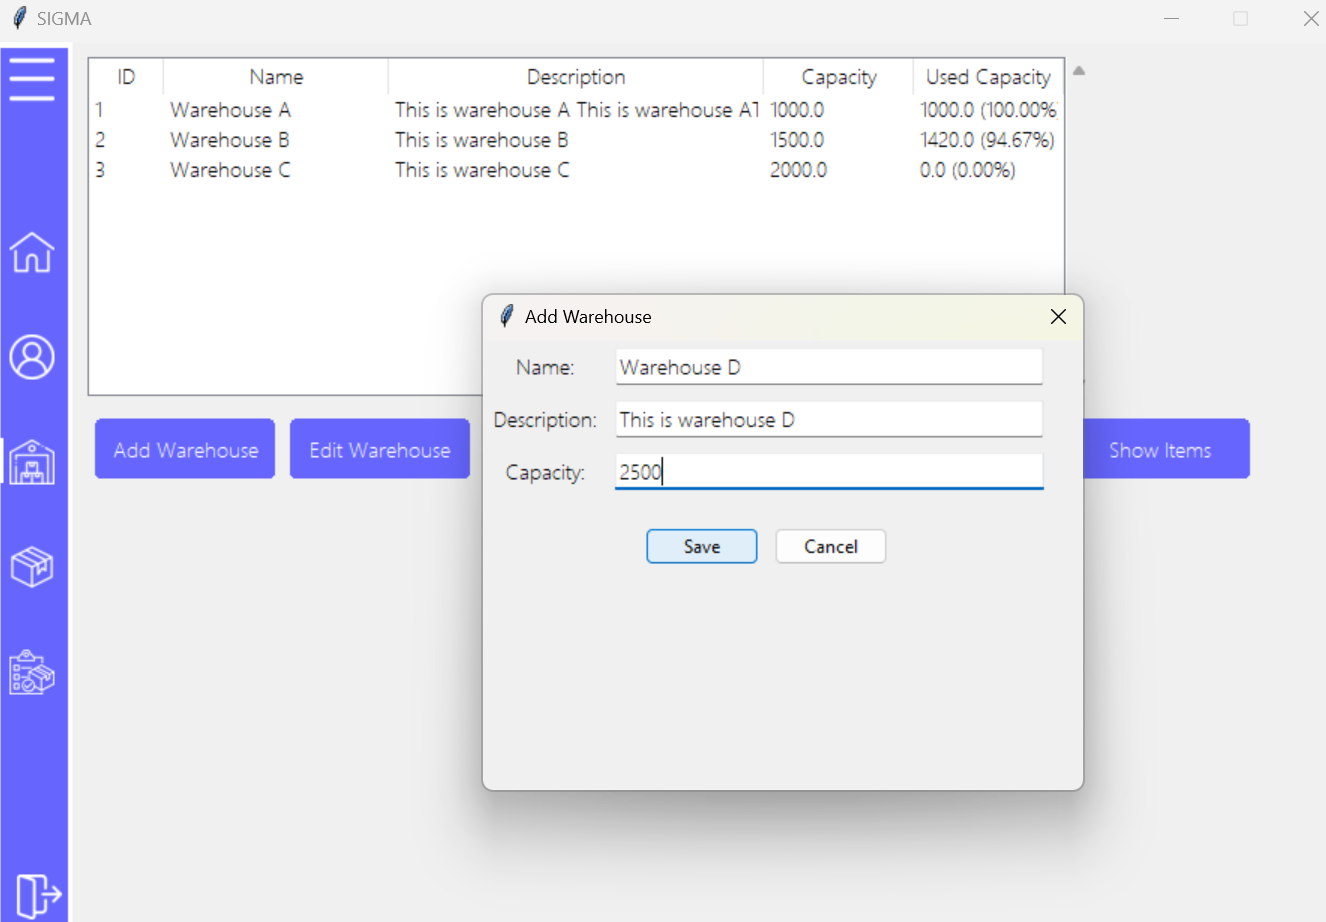 SIGMA
ID Name Description Capacity Used Capacity
1 Warehouse A This is warehouse A This is warehouse A 1000.0 1000.0 (100.00%
2 Warehouse B This is warehouse B 1500.0 1420.0 (94.67%)
3 Warehouse C This is warehouse C 2000.0 0.0 (0.00%)
Add Warehouse
Name: Warehouse D
Description: This is warehouse D
Capacity: 2500
Save Cancel
Add Warehouse Edit Warehouse Show Items